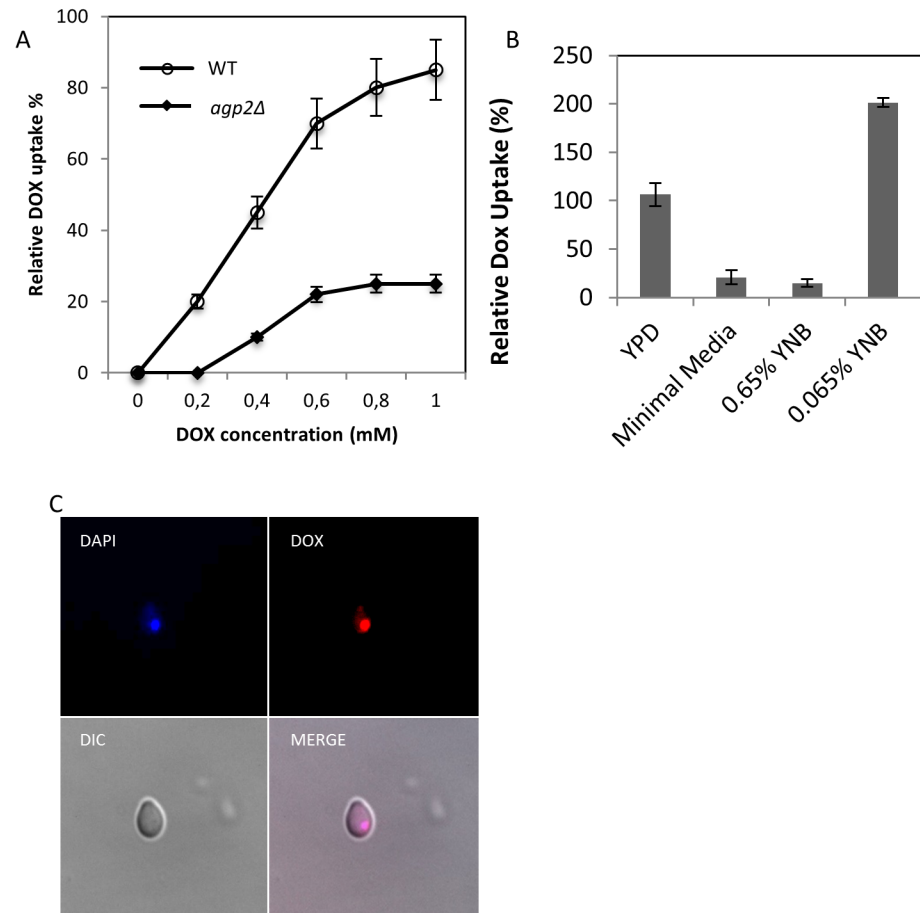 A
100
80
60
40
20
0
Relative DOX uptake %
WT
agp2Δ
0 0,2 0,4 0,6 0,8 1
DOX concentration (mM)
B
250
200
150
100
50
0
Relative Dox Uptake (%)
YPD
Minimal Media
0.65% YNB
0.065% YNB
C
DAPI
DOX
DIC
MERGE